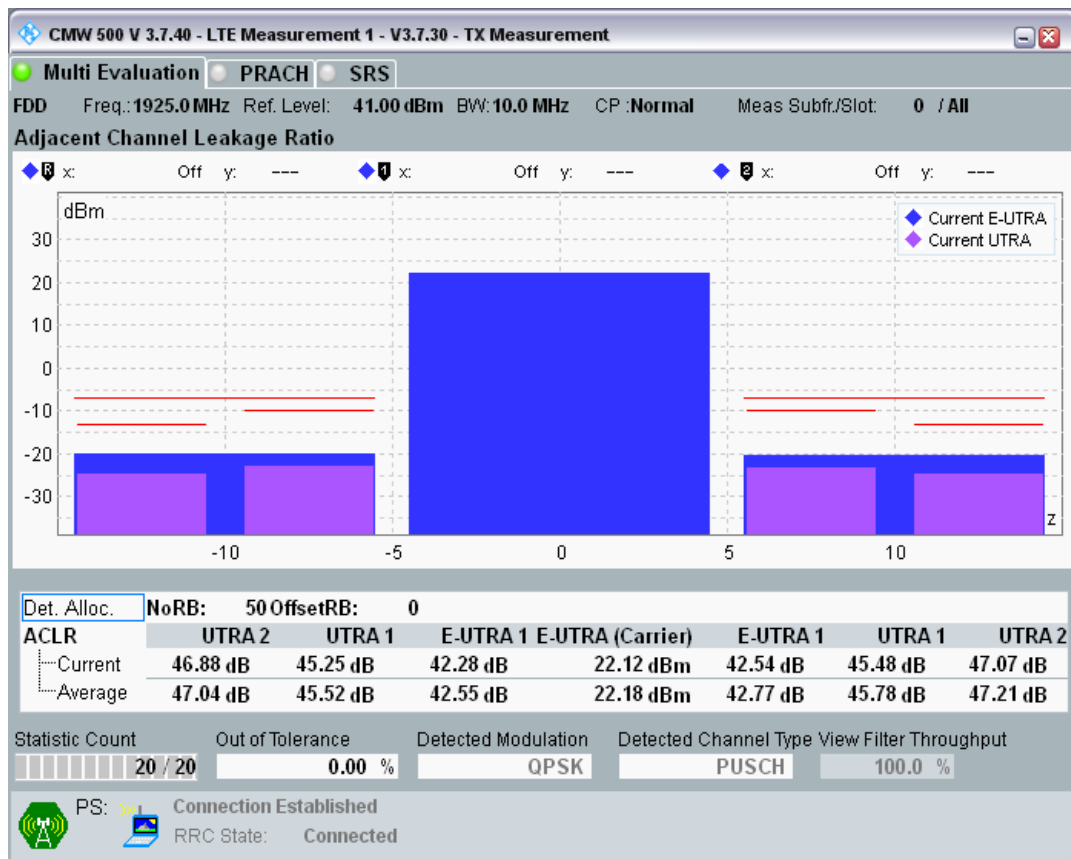 CMW 500 V 3.7.40 - LTE Measurement 1 - V3.7.30 - TX Measurement
Multi Evaluation PRACH SRS
FDD Freq.:1925.0 MHz Ref. Level: 41.00 dBm BW:10.0 MHz CP :Normal Meas Subfr./Slot: 0 / All
Adjacent Channel Leakage Ratio
R x: Off y: --- 1 x: Off y: --- 2 x: Off y: ---
dBm
Current E-UTRA
Current UTRA
30
20
10
0
-10
-20
-30
z
-10 -5 0 5 10
Det. Alloc. NoRB: 50 OffsetRB: 0
ACLR UTRA 2 UTRA 1 E-UTRA 1 E-UTRA (Carrier) E-UTRA 1 UTRA 1 UTRA 2
Current 46.88 dB 45.25 dB 42.28 dB 22.12 dBm 42.54 dB 45.48 dB 47.07 dB
Average 47.04 dB 45.52 dB 42.55 dB 22.18 dBm 42.77 dB 45.78 dB 47.21 dB
Statistic Count Out of Tolerance Detected Modulation Detected Channel Type View Filter Throughput
20 / 20 0.00 % QPSK PUSCH 100.0 %
PS: Connection Established
RRC State: Connected